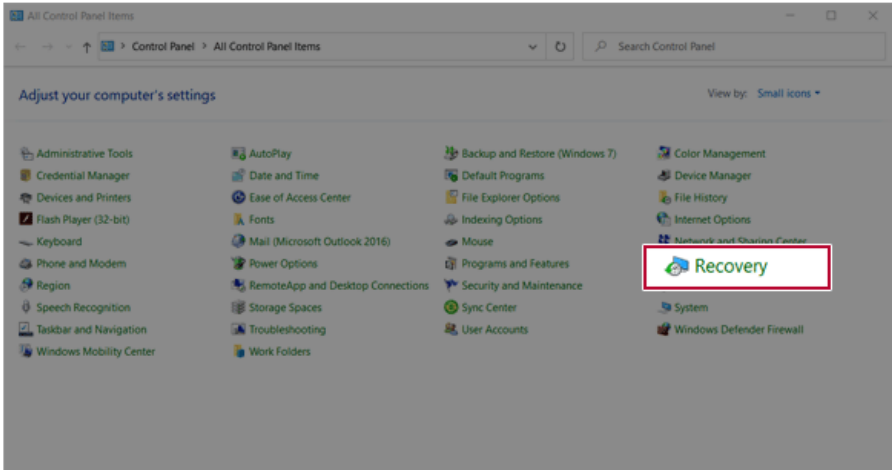 All Control Panel Items
Control Panel > All Control Panel Items
Search Control Panel
Adjust your computer's settings
View by: Small icons
Administrative Tools
AutoPlay
Backup and Restore (Windows 7)
Color Management
Credential Manager
Date and Time
Default Programs
Device Manager
Devices and Printers
Ease of Access Center
File Explorer Options
File History
Flash Player (32-bit)
Fonts
Indexing Options
Internet Options
Keyboard
Mail (Microsoft Outlook 2016)
Mouse
Network and Sharing Center
Phone and Modem
Power Options
Programs and Features
Recovery
Region
RemoteApp and Desktop Connections
Security and Maintenance
Speech Recognition
Storage Spaces
Sync Center
System
Taskbar and Navigation
Troubleshooting
User Accounts
Windows Defender Firewall
Windows Mobility Center
Work Folders